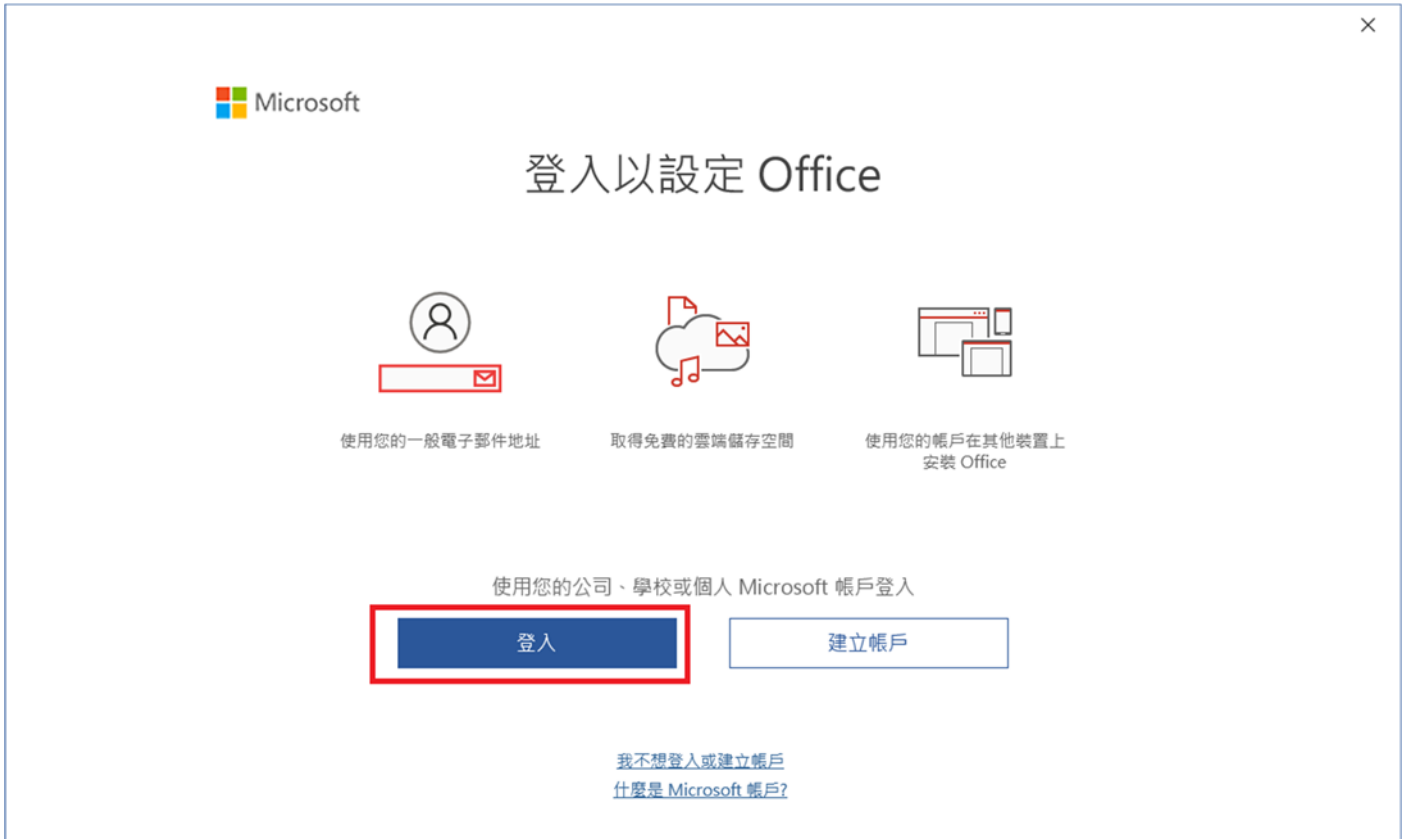 Microsoft
登入以設定 Office
使用您的一般電子郵件地址
取得免費的雲端儲存空間
使用您的帳戶在其他裝置上
安裝 Office
使用您的公司、學校或個人 Microsoft 帳戶登入
登入
建立帳戶
我不想登入或建立帳戶
什麼是 Microsoft 帳戶?